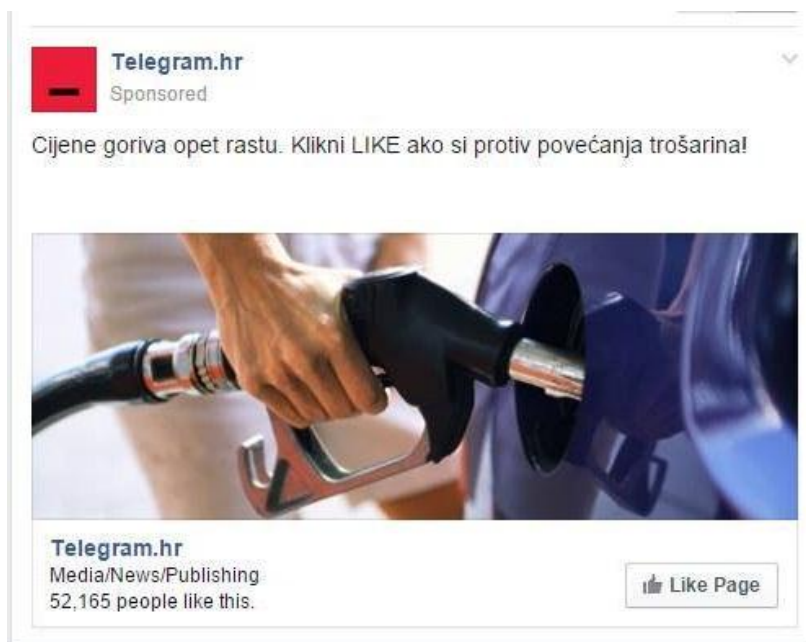 Telegram.hr
Sponsored
Cijene goriva opet rastu. Klikni LIKE ako si protiv povećanja trošarina!
Telegram.hr
Media/News/Publishing
52,165 people like this.
Like Page